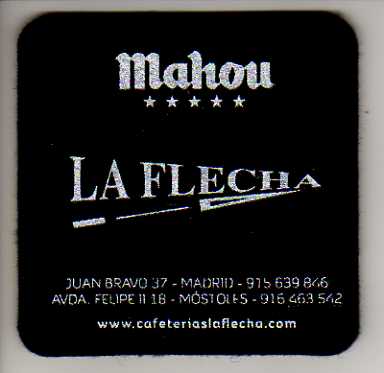 mahou
LA FLECHA
JUAN BRAVO 37 - MADRID - 915 639 846
AVDA. FELIPE II 18 - MÓSTOLES - 916 463 542
www.cafeteriaslaflecha.com